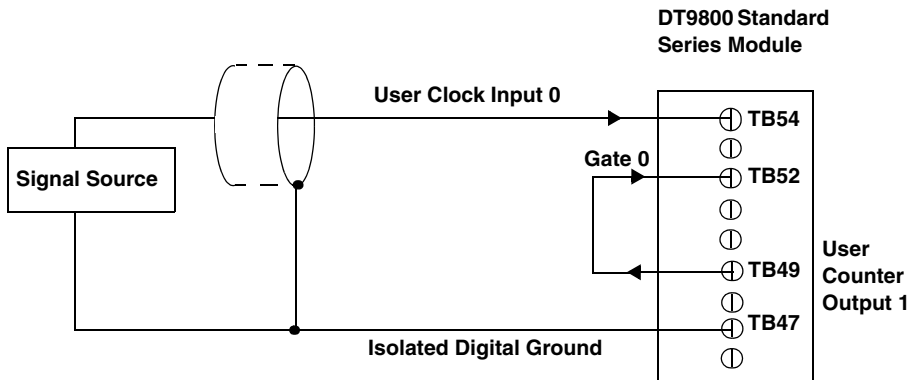 DT9800 Standard
Series Module
User Clock Input 0
TB54
Gate 0
TB52
Signal Source
TB49
User
Counter
Output 1
TB47
Isolated Digital Ground